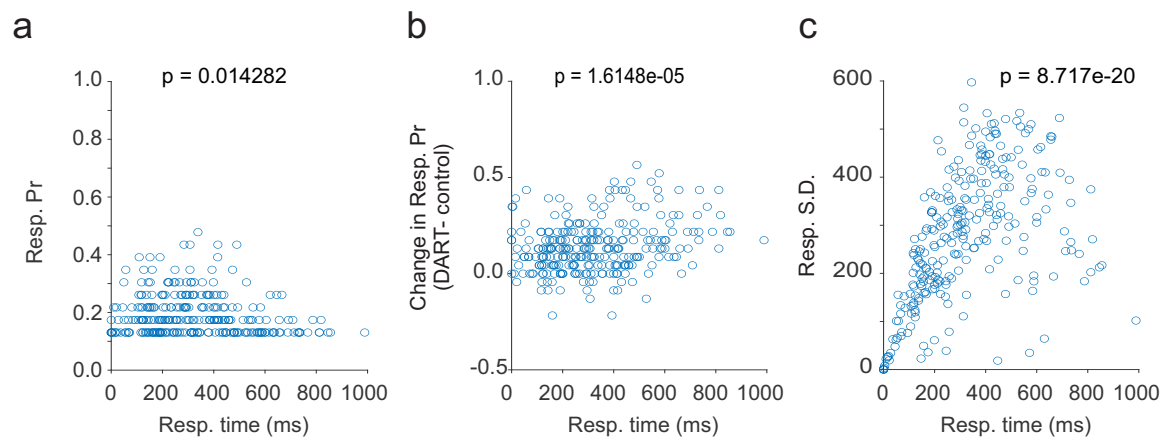 a
p = 0.014282
1.0
0.8
0.6
0.4
0.2
0.0
Resp. Pr
0 200 400 600 800 1000
Resp. time (ms)
b
p = 1.6148e-05
1.0
0.5
0.0
-0.5
Change in Resp. Pr
(DART- control)
0 200 400 600 800 1000
Resp. time (ms)
c
p = 8.717e-20
600
400
200
0
Resp. S.D.
0 200 400 600 800 1000
Resp. time (ms)